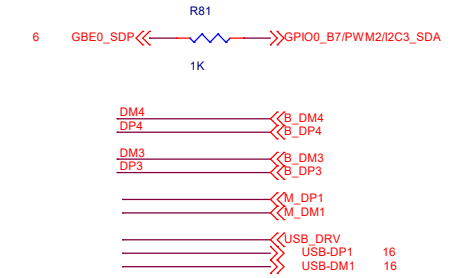 R81
6 GBE0_SDP GPIO0_B7/PWM2/I2C3_SDA
1K
DM4 B_DM4
DP4 B_DP4
DM3 B_DM3
DP3 B_DP3
M_DP1
M_DM1
USB_DRV
USB-DP1 16
USB-DM1 16